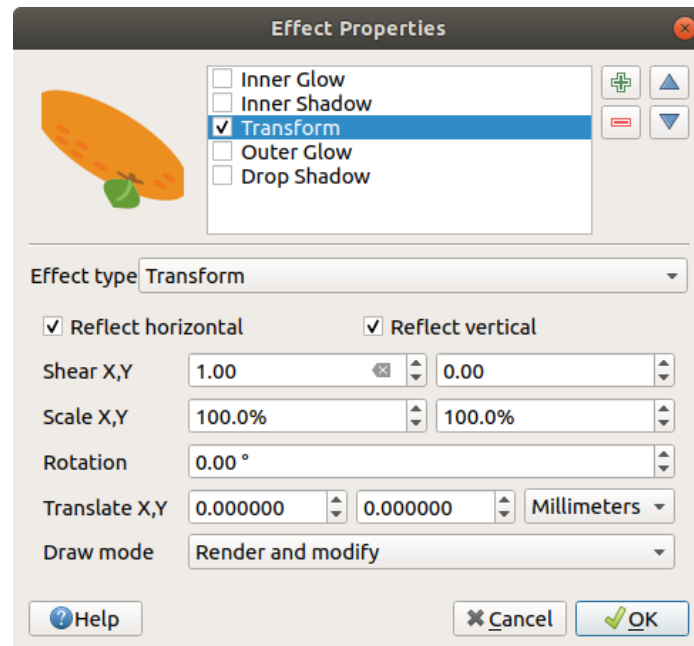 Effect Properties
Inner Glow
Inner Shadow
Transform
Outer Glow
Drop Shadow
Effect type Transform
Reflect horizontal Reflect vertical
Shear X,Y 1.00 0.00
Scale X,Y 100.0% 100.0%
Rotation 0.00 °
Translate X,Y 0.000000 0.000000 Millimeters
Draw mode Render and modify
Help Cancel OK